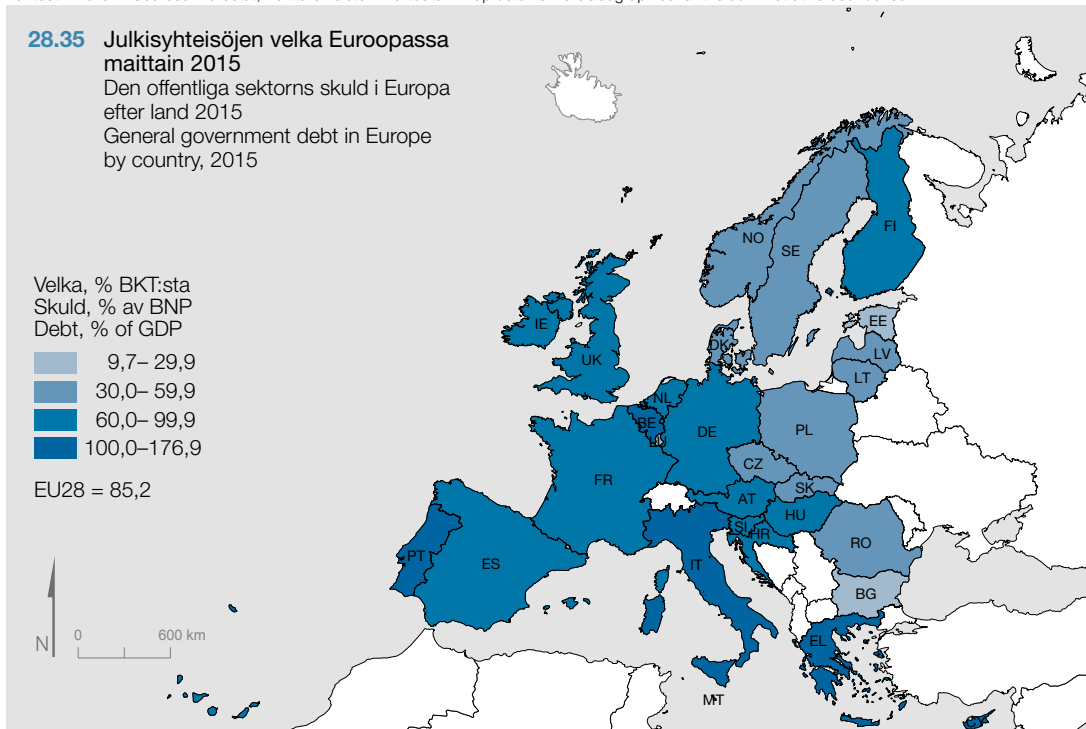 28.35 Julkisyhteisöjen velka Euroopassa
maittain 2015
Den offentliga sektorns skuld i Europa
efter land 2015
General government debt in Europe
by country, 2015
Velka, % BKT:sta
Skuld, % av BNP
Debt, % of GDP
9,7– 29,9
30,0– 59,9
60,0– 99,9
100,0–176,9
EU28 = 85,2
N
0 600 km
FI
NO
SE
EE
LV
LT
DK
IE
UK
NL
BE
LU
DE
PL
CZ
SK
FR
AT
HU
SI
HR
RO
BG
PT
ES
IT
EL
MT
CY